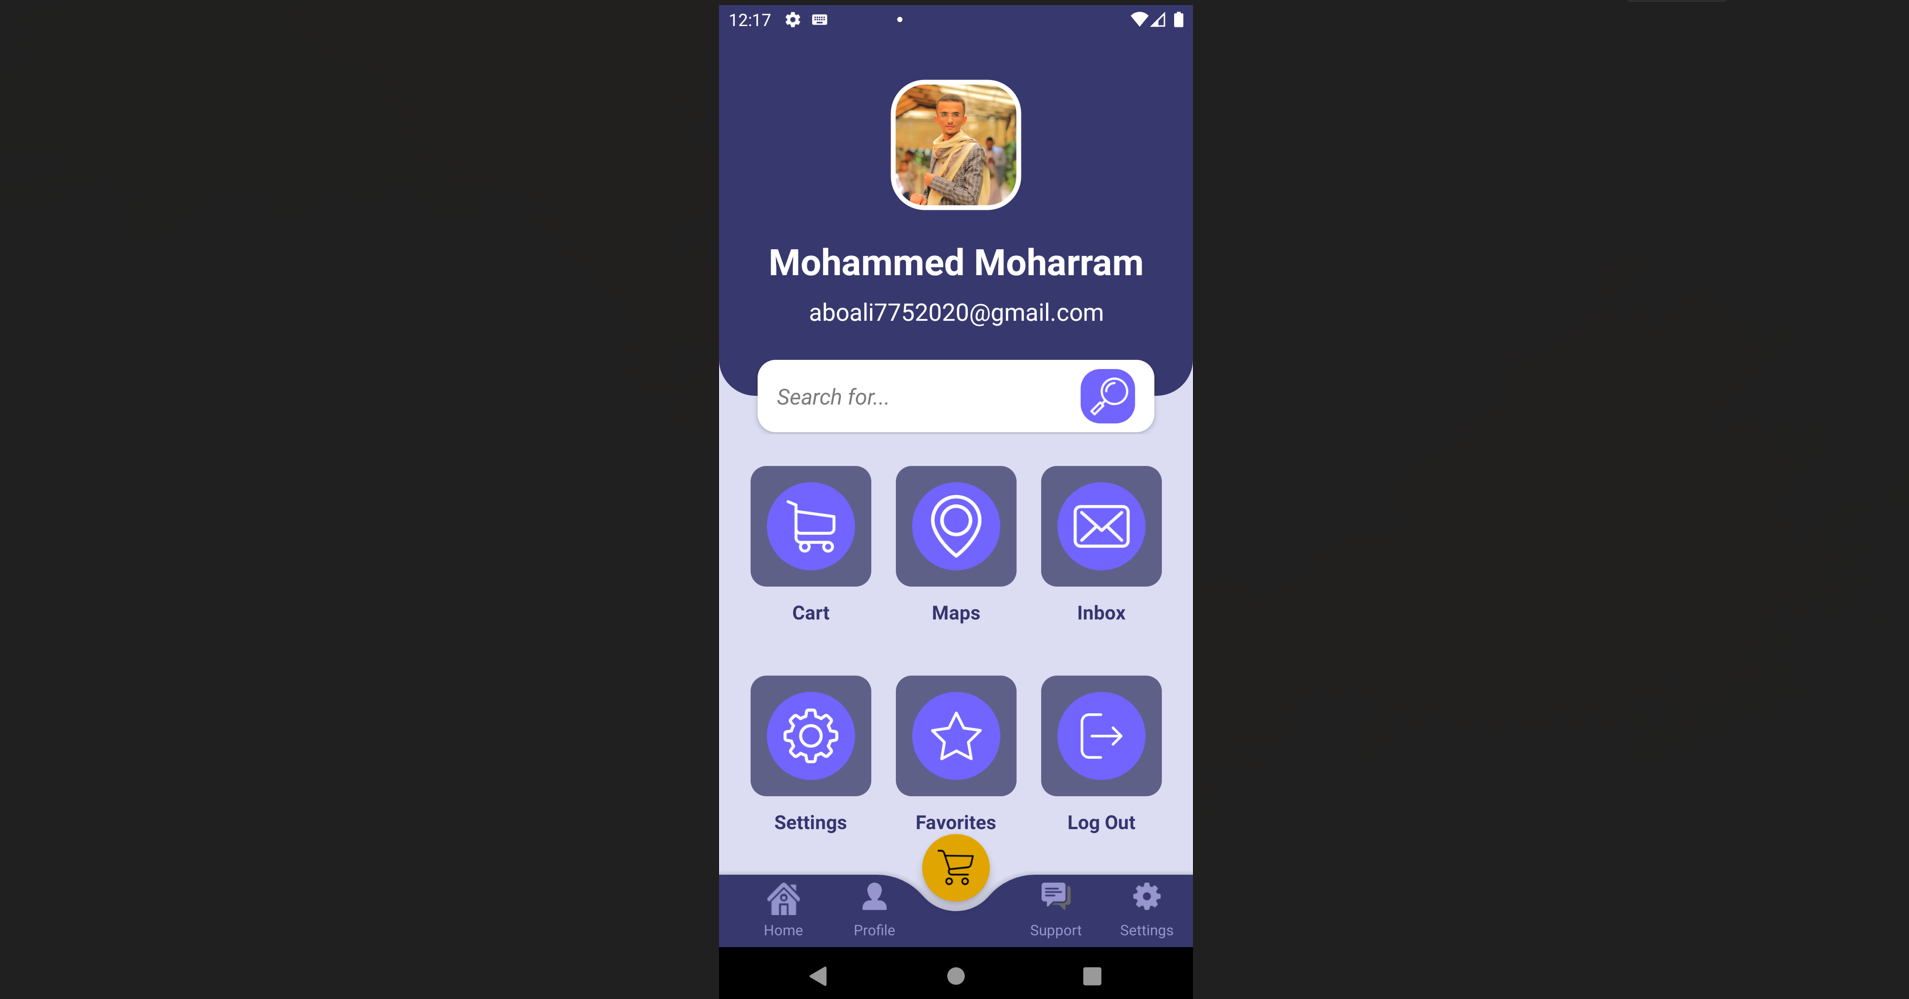 12:17
Mohammed Moharram
aboali7752020@gmail.com
Search for...
Cart Maps Inbox
Settings Favorites Log Out
Home Profile Support Settings